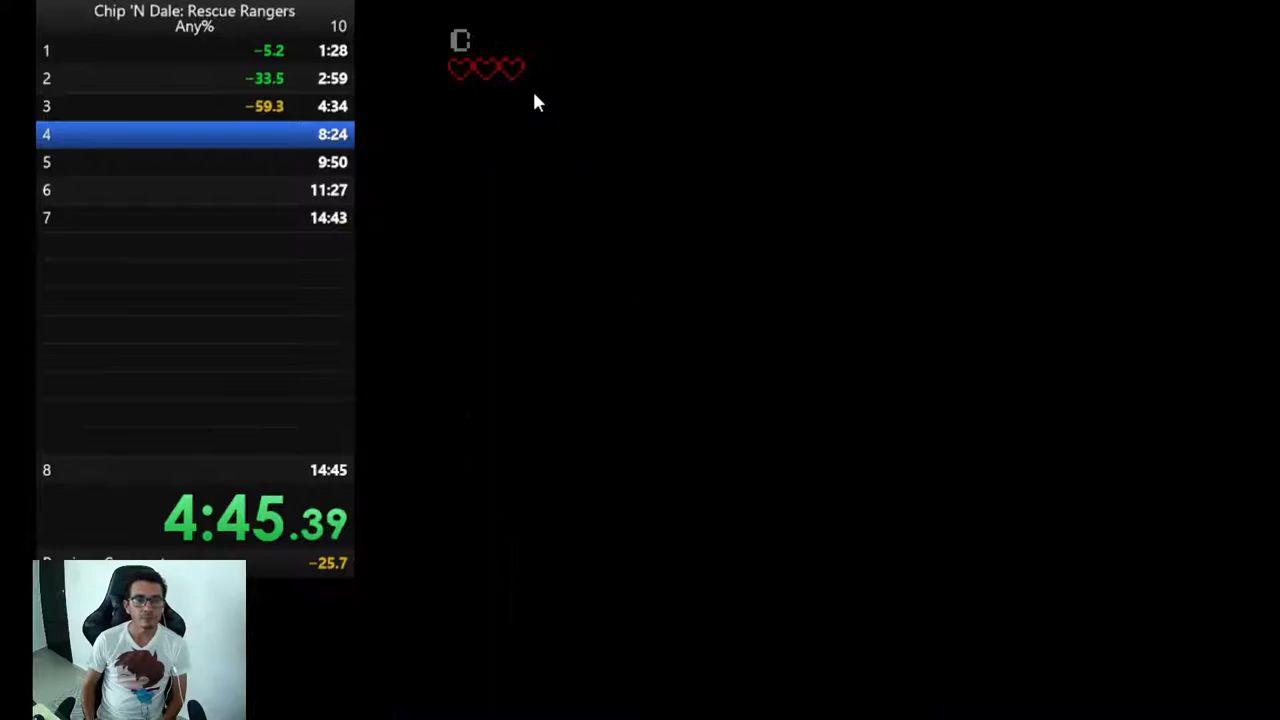 Chip 'N Dale: Rescue Rangers
Any% 10
1 −5.2 1:28
2 −33.5 2:59
3 −59.3 4:34
4 8:24
5 9:50
6 11:27
7 14:43
8 14:45
4:45.39
−25.7